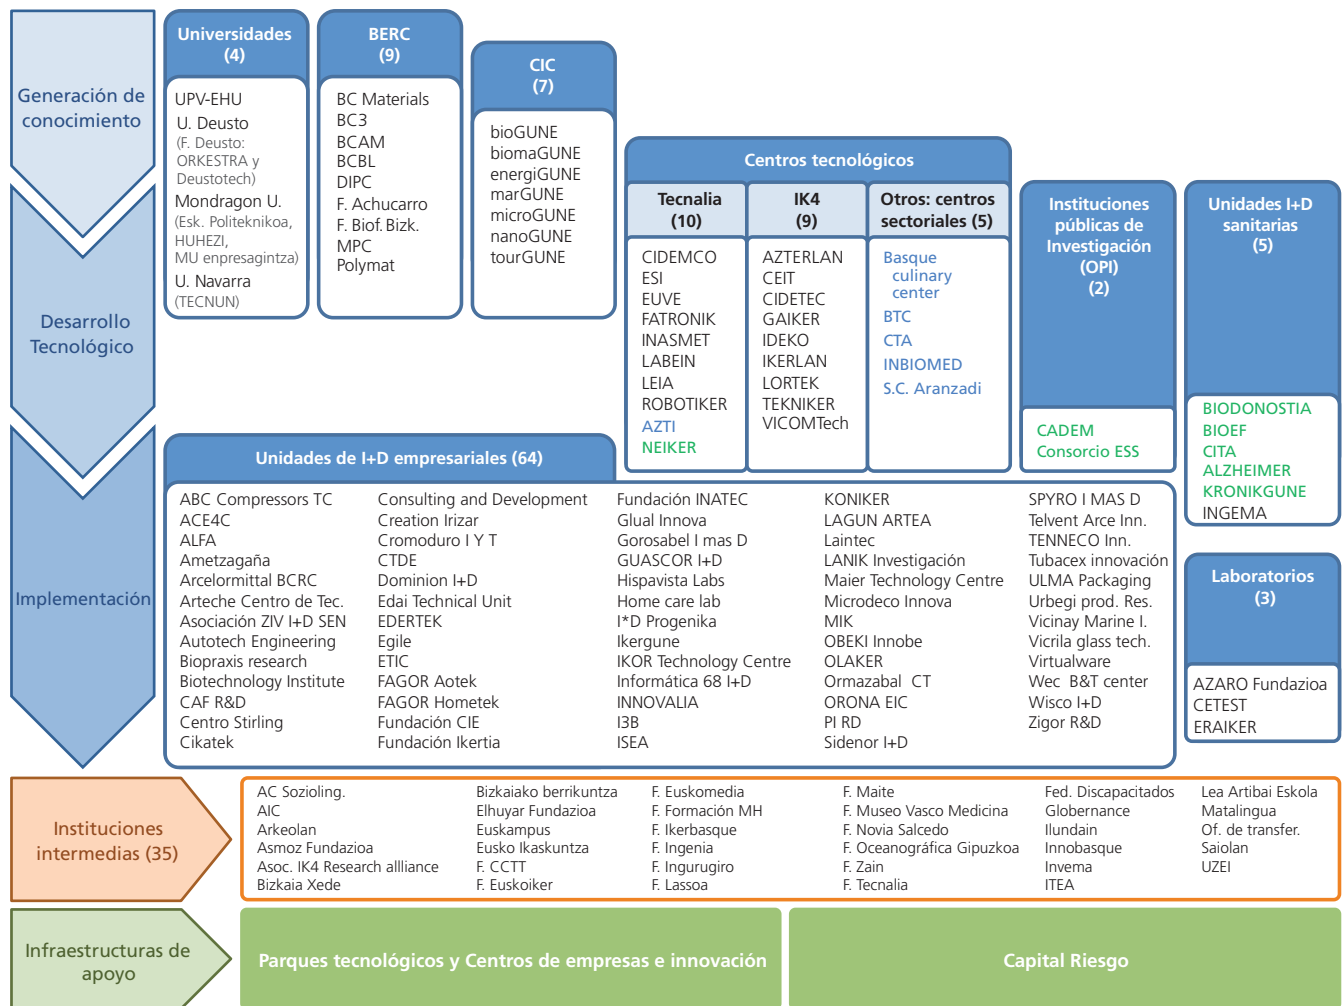 Generación de
conocimiento
Desarrollo
Tecnológico
Implementación
Universidades
(4)
UPV-EHU
U. Deusto
(F. Deusto:
ORKESTRA y
Deustotech)
Mondragon U.
(Esk. Politeknikoa,
HUHEZI,
MU enpresagintza)
U. Navarra
(TECNUN)
BERC
(9)
BC Materials
BC3
BCAM
BCBL
DIPC
F. Achucarro
F. Biof. Bizk.
MPC
Polymat
CIC
(7)
bioGUNE
biomaGUNE
energiGUNE
marGUNE
microGUNE
nanoGUNE
tourGUNE
Centros tecnológicos
Tecnalia
(10)
CIDEMCO
ESI
EUVE
FATRONIK
INASMET
LABEIN
LEIA
ROBOTIKER
AZTI
NEIKER
IK4
(9)
AZTERLAN
CEIT
CIDETEC
GAIKER
IDEKO
IKERLAN
LORTEK
TEKNIKER
VICOMTech
Otros: centros
sectoriales (5)
Basque
culinary
center
BTC
CTA
INBIOMED
S.C. Aranzadi
Instituciones
públicas de
Investigación
(OPI)
(2)
CADEM
Consorcio ESS
Unidades I+D
sanitarias
(5)
BIODONOSTIA
BIOEF
CITA
ALZHEIMER
KRONIKGUNE
INGEMA
Unidades de I+D empresariales (64)
ABC Compressors TC
ACE4C
ALFA
Ametzagaña
Arcelormittal BCRC
Arteche Centro de Tec.
Asociación ZIV I+D SEN
Autotech Engineering
Biopraxis research
Biotechnology Institute
CAF R&D
Centro Stirling
Cikatek
Consulting and Development
Creation Irizar
Cromoduro I Y T
CTDE
Dominion I+D
Edai Technical Unit
EDERTEK
Egile
ETIC
FAGOR Aotek
FAGOR Hometek
Fundación CIE
Fundación Ikertia
Fundación INATEC
Glual Innova
Gorosabel I mas D
GUASCOR I+D
Hispavista Labs
Home care lab
I*D Progenika
Ikergune
IKOR Technology Centre
Informática 68 I+D
INNOVALIA
I3B
ISEA
KONIKER
LAGUN ARTEA
Laintec
LANIK Investigación
Maier Technology Centre
Microdeco Innova
MIK
OBEKI Innobe
OLAKER
Ormazabal CT
ORONA EIC
PI RD
Sidenor I+D
SPYRO I MAS D
Telvent Arce Inn.
TENNECO Inn.
Tubacex innovación
ULMA Packaging
Urbegi prod. Res.
Vicinay Marine I.
Vicrila glass tech.
Virtualware
Wec B&T center
Wisco I+D
Zigor R&D
Laboratorios
(3)
AZARO Fundazioa
CETEST
ERAIKER
Instituciones
intermedias (35)
AC Sozioling.
AIC
Arkeolan
Asmoz Fundazioa
Asoc. IK4 Research allliance
Bizkaia Xede
Bizkaiako berrikuntza
Elhuyar Fundazioa
Euskampus
Eusko Ikaskuntza
F. CCTT
F. Euskoiker
F. Euskomedia
F. Formación MH
F. Ikerbasque
F. Ingenia
F. Ingurugiro
F. Lassoa
F. Maite
F. Museo Vasco Medicina
F. Novia Salcedo
F. Oceanográfica Gipuzkoa
F. Zain
F. Tecnalia
Fed. Discapacitados
Globernance
Ilundain
Innobasque
Invema
ITEA
Lea Artibai Eskola
Matalingua
Of. de transfer.
Saiolan
UZEI
Infraestructuras de
apoyo
Parques tecnológicos y Centros de empresas e innovación
Capital Riesgo